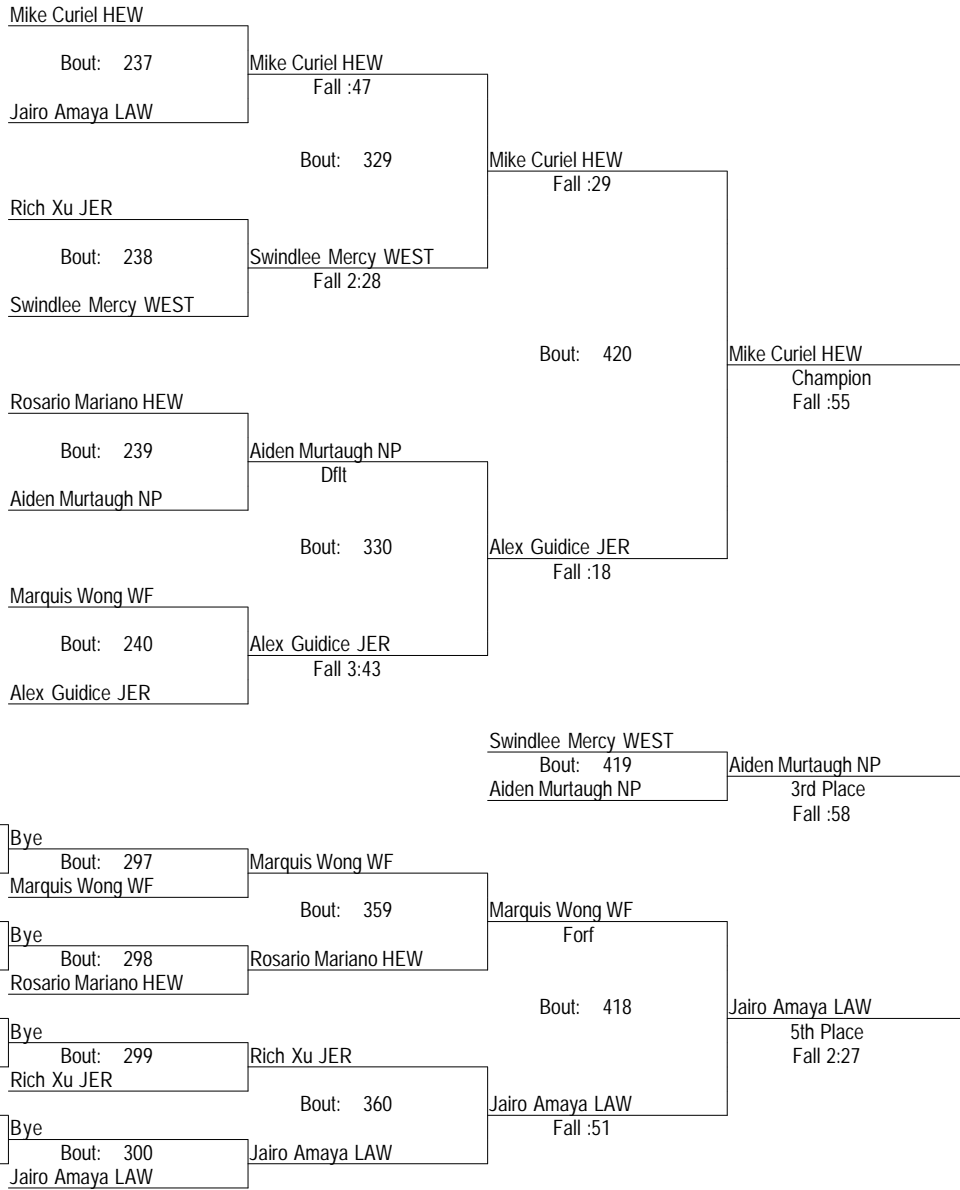 Mike Curiel HEW
Bout: 237
Mike Curiel HEW
Fall :47
Jairo Amaya LAW
Bout: 329
Mike Curiel HEW
Fall :29
Rich Xu JER
Bout: 238
Swindlee Mercy WEST
Fall 2:28
Swindlee Mercy WEST
Bout: 420
Mike Curiel HEW
Champion
Fall :55
Rosario Mariano HEW
Bout: 239
Aiden Murtaugh NP
Dflt
Aiden Murtaugh NP
Bout: 330
Alex Guidice JER
Fall :18
Marquis Wong WF
Bout: 240
Alex Guidice JER
Fall 3:43
Alex Guidice JER
Swindlee Mercy WEST
Bout: 419
Aiden Murtaugh NP
Aiden Murtaugh NP
3rd Place
Fall :58
Bye
Bout: 297
Marquis Wong WF
Marquis Wong WF
Bout: 359
Marquis Wong WF
Forf
Bye
Bout: 298
Rosario Mariano HEW
Rosario Mariano HEW
Bout: 418
Jairo Amaya LAW
5th Place
Fall 2:27
Bye
Bout: 299
Rich Xu JER
Rich Xu JER
Bout: 360
Jairo Amaya LAW
Fall :51
Bye
Bout: 300
Jairo Amaya LAW
Jairo Amaya LAW